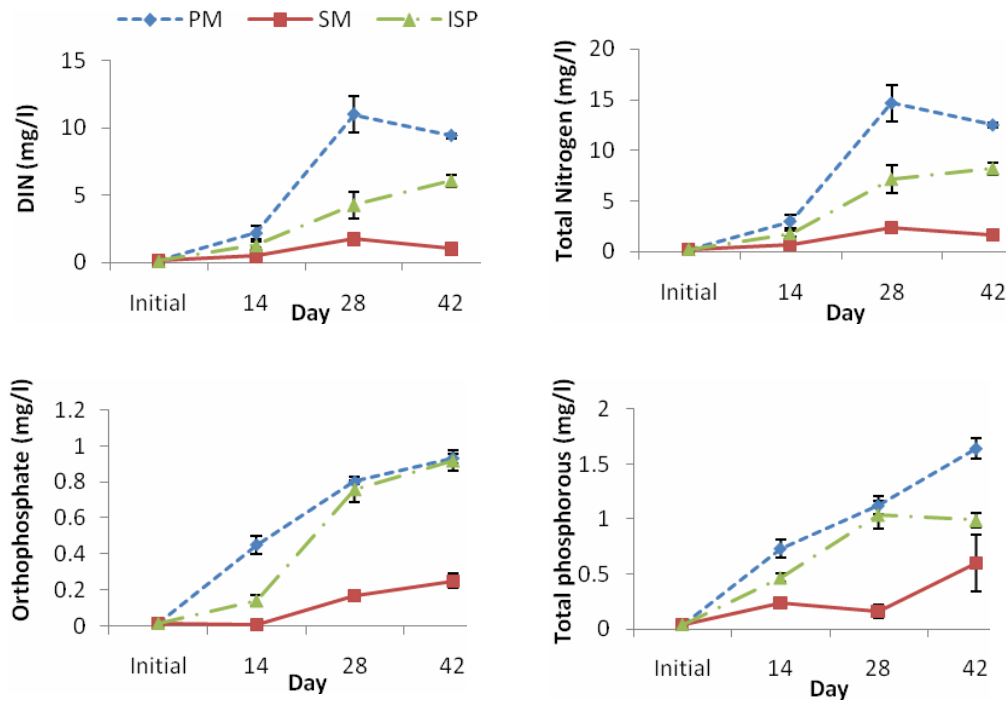 PM SM ISP
DIN (mg/l)
15
10
5
0
Initial 14 28 42
Day
Total Nitrogen (mg/l)
20
15
10
5
0
Initial 14 28 42
Day
Orthophosphate (mg/l)
1.2
1
0.8
0.6
0.4
0.2
0
Initial 14 28 42
Day
Total phosphorous (mg/l)
2
1.5
1
0.5
0
Initial 14 28 42
Day